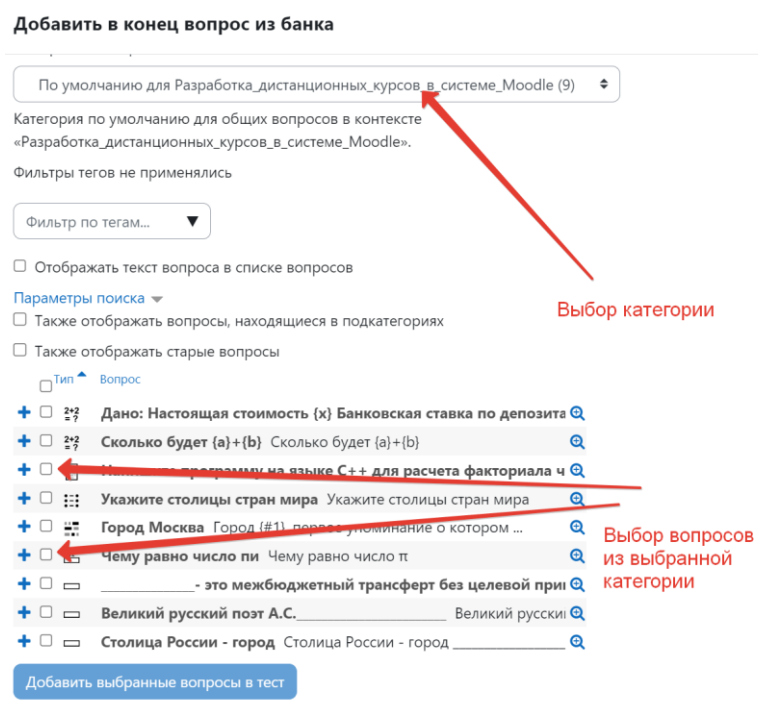 Добавить в конец вопрос из банка
По умолчанию для Разработка_дистанционных_курсов_в_системе_Moodle (9)
Категория по умолчанию для общих вопросов в контексте
«Разработка_дистанционных_курсов_в_системе_Moodle».
Фильтры тегов не применялись
Фильтр по тегам... ▼
Отображать текст вопроса в списке вопросов
Параметры поиска
Также отображать вопросы, находящиеся в подкатегориях
Также отображать старые вопросы
Выбор категории
Тип Вопрос
Дано: Настоящая стоимость {x} Банковская ставка по депозита
Сколько будет {a}+{b} Сколько будет {a}+{b}
Напишите программу на языке С++ для расчета факториала ч
Укажите столицы стран мира Укажите столицы стран мира
Город Москва Город {#1}, первое упоминание о котором ...
Чему равно число пи Чему равно число π
_____________- это межбюджетный трансферт без целевой при
Великий русский поэт А.С.____________________ Великий русски
Столица России - город Столица России - город _______________
Выбор вопросов
из выбранной
категории
Добавить выбранные вопросы в тест